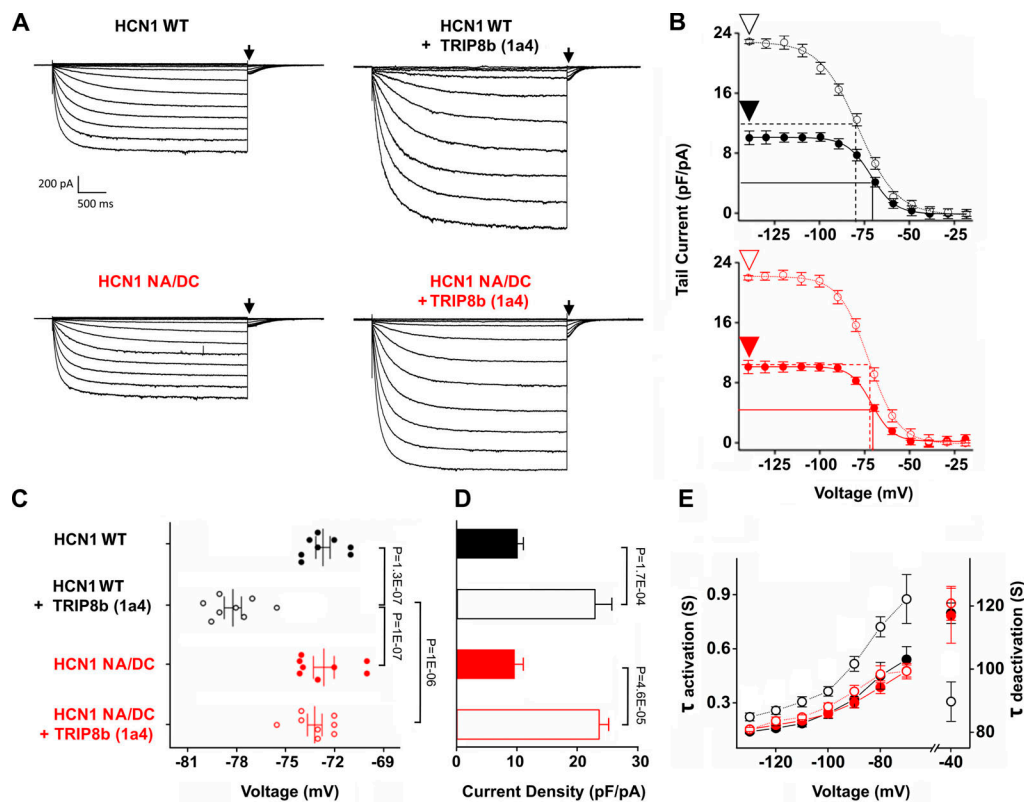 A
HCN1 WT
HCN1 WT
+ TRIP8b (1a4)
200 pA
500 ms
HCN1 NA/DC
HCN1 NA/DC
+TRIP8b (1a4)
B
Tail Current (pF/pA)
24
16
8
0
-125 -100 -75 -50 -25
24
16
8
0
-125 -100 -75 -50 -25
Voltage (mV)
C
HCN1 WT
HCN1 WT
+ TRIP8b (1a4)
HCN1 NA/DC
HCN1 NA/DC
+ TRIP8b (1a4)
P=1.3E-07
P=1E-07
P=1E-06
-81 -78 -75 -72 -69
Voltage (mV)
D
P=1.7E-04
P=4.6E-05
0 10 20 30
Current Density (pF/pA)
E
τ activation (S)
0.9
0.6
0.3
120
100
80
τ deactivation (S)
-120 -100 -80 -40
Voltage (mV)